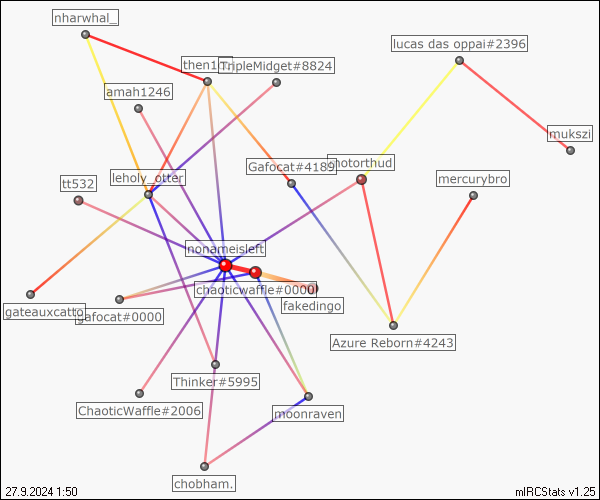 nharwhal_
lucas das oppai#2396
TripleMidget#8824
amah1246
mukszi
Gafocat#4189
leholy_otter
mercurybro
tt532
nonameisleft
chaoticwaffle#0000
gateauxcatto
gafocat#0000
fakedingo
Azure Reborn#4243
Thinker#5995
ChaoticWaffle#2006
moonraven
chobham.
27.9.2024 1:50
mIRCStats v1.25